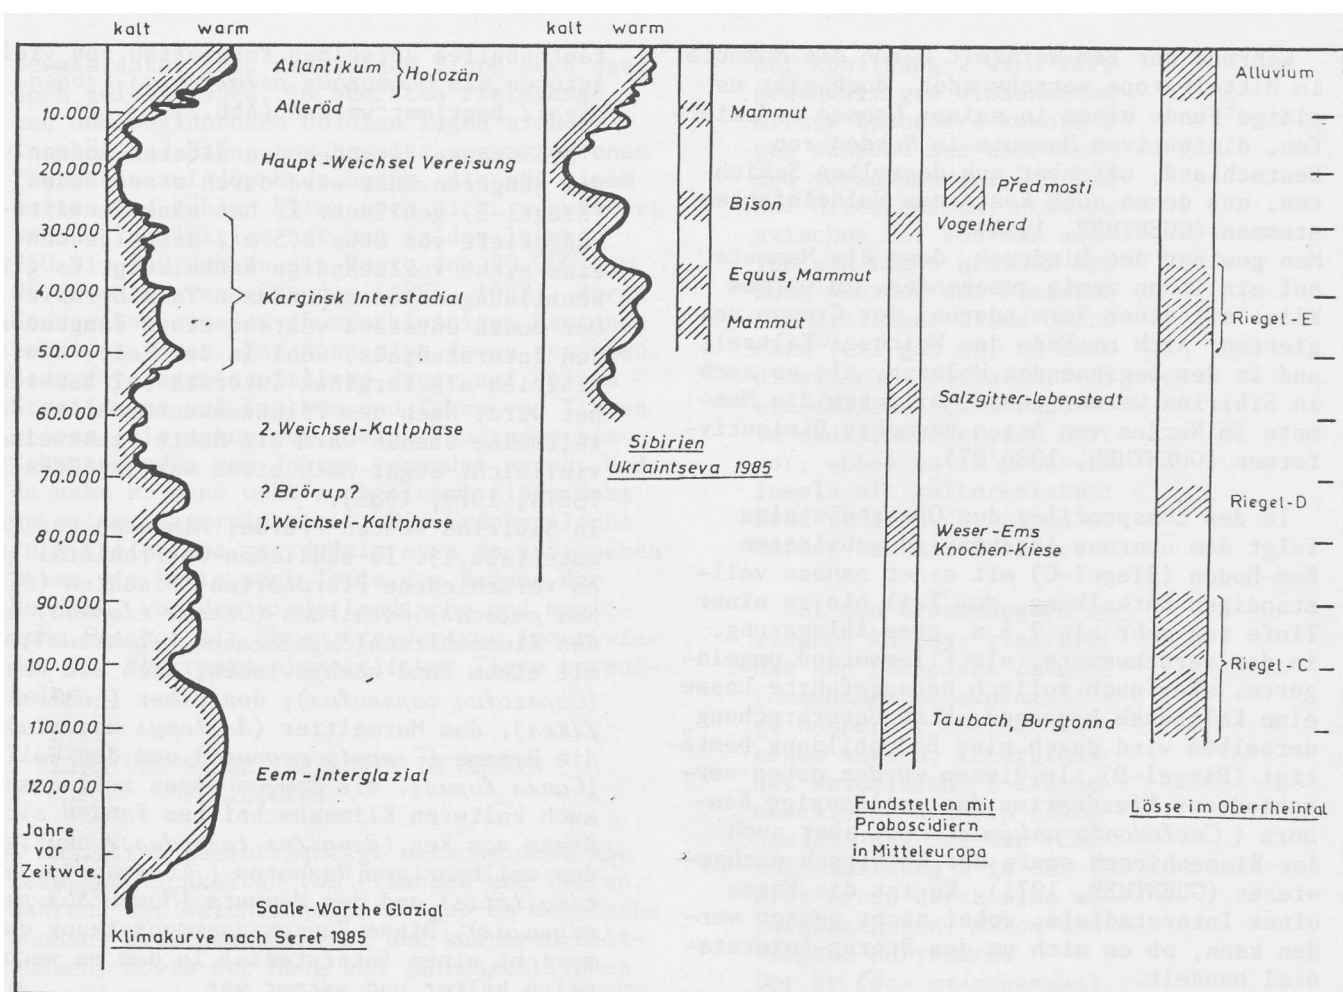 kalt warm
Atlantikum
Holozän
Alleröd
10.000
Haupt-Weichsel Vereisung
20.000
30.000
40.000
Karginsk Interstadial
50.000
60.000
2.Weichsel-Kaltphase
70.000
? Brörup?
1.Weichsel-Kaltphase
80.000
90.000
100.000
110.000
Eem-Interglazial
120.000
Jahre
vor
Zeitwde.
Saale-Warthe Glazial
Klimakurve nach Seret 1985
kalt warm
Mammut
Bison
Equus, Mammut
Mammut
Sibirien
Ukraintseva 1985
Předmosti
Vogelherd
Salzgitter-lebenstedt
Weser-Ems
Knochen-Kiese
Taubach, Burgtonna
Fundstellen mit
Proboscidiern
in Mitteleuropa
Alluvium
Riegel-E
Riegel-D
Riegel-C
Lösse im Oberrheintal